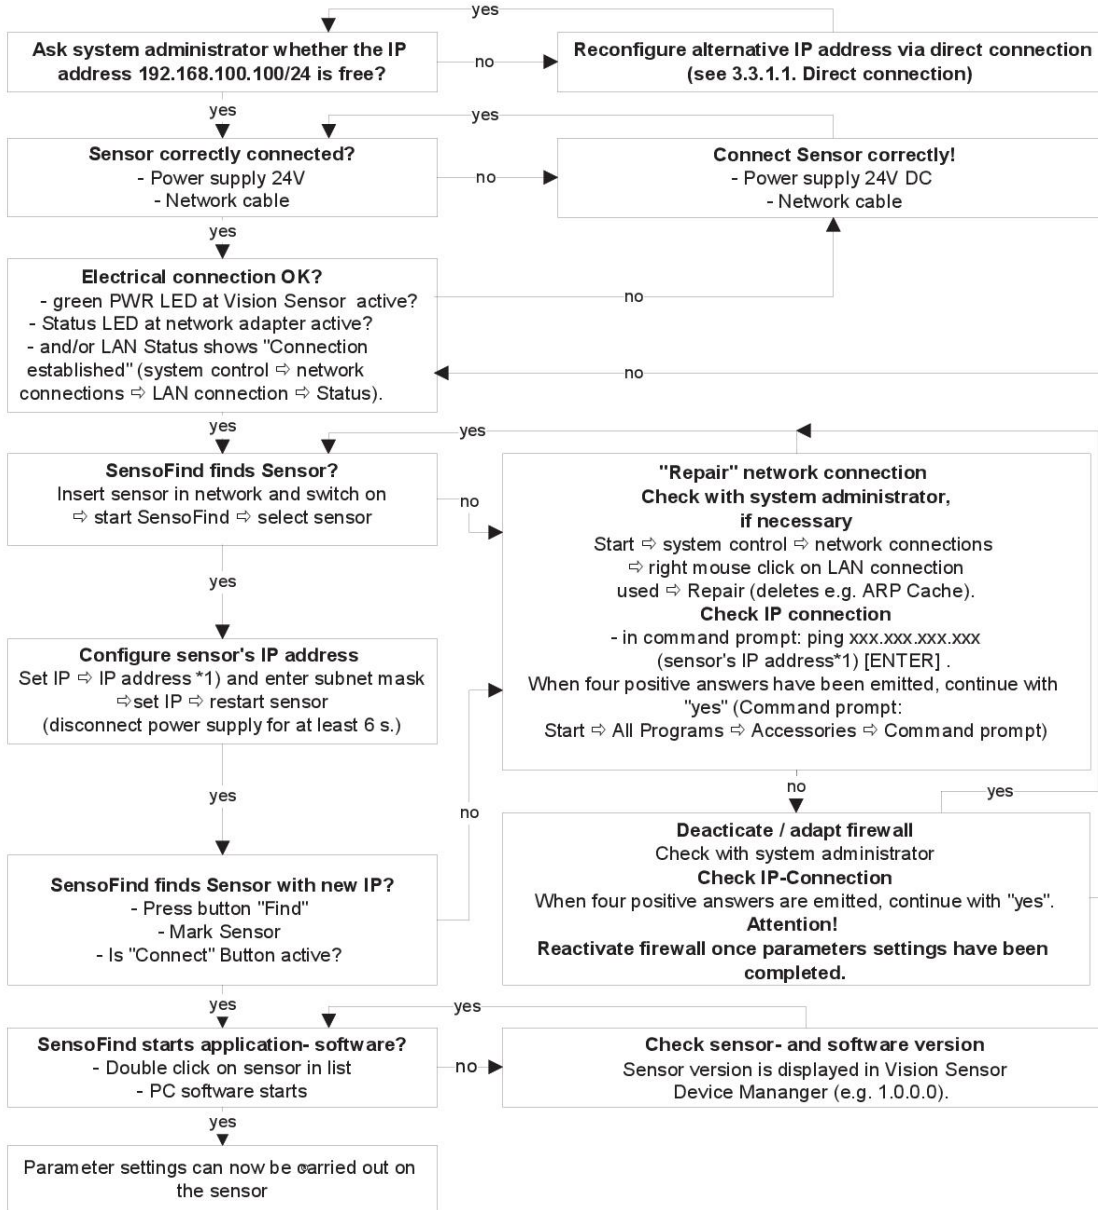 yes
Ask system administrator whether the IP
address 192.168.100.100/24 is free?
no
Reconfigure alternative IP address via direct connection
(see 3.3.1.1. Direct connection)
yes
yes
Sensor correctly connected?
- Power supply 24V
- Network cable
no
Connect Sensor correctly!
- Power supply 24V DC
- Network cable
yes
Electrical connection OK?
- green PWR LED at Vision Sensor active?
- Status LED at network adapter active?
- and/or LAN Status shows "Connection
established" (system control ⇨ network
connections ⇨ LAN connection ⇨ Status).
no
no
yes
yes
SensoFind finds Sensor?
Insert sensor in network and switch on
⇨ start SensoFind ⇨ select sensor
no
"Repair" network connection
Check with system administrator,
if necessary
Start ⇨ system control ⇨ network connections
⇨ right mouse click on LAN connection
used ⇨ Repair (deletes e.g. ARP Cache).
Check IP connection
- in command prompt: ping xxx.xxx.xxx.xxx
(sensor's IP address*1) [ENTER] .
When four positive answers have been emitted, continue with
"yes" (Command prompt:
Start ⇨ All Programs ⇨ Accessories ⇨ Command prompt)
yes
Configure sensor's IP address
Set IP ⇨ IP address *1) and enter subnet mask
⇨set IP ⇨ restart sensor
(disconnect power supply for at least 6 s.)
yes
no
no
yes
Deacticate / adapt firewall
Check with system administrator
Check IP-Connection
When four positive answers are emitted, continue with "yes".
Attention!
Reactivate firewall once parameters settings have been
completed.
SensoFind finds Sensor with new IP?
- Press button "Find"
- Mark Sensor
- Is "Connect" Button active?
yes
yes
SensoFind starts application- software?
- Double click on sensor in list
- PC software starts
no
Check sensor- and software version
Sensor version is displayed in Vision Sensor
Device Mananger (e.g. 1.0.0.0).
yes
Parameter settings can now be carried out on
the sensor